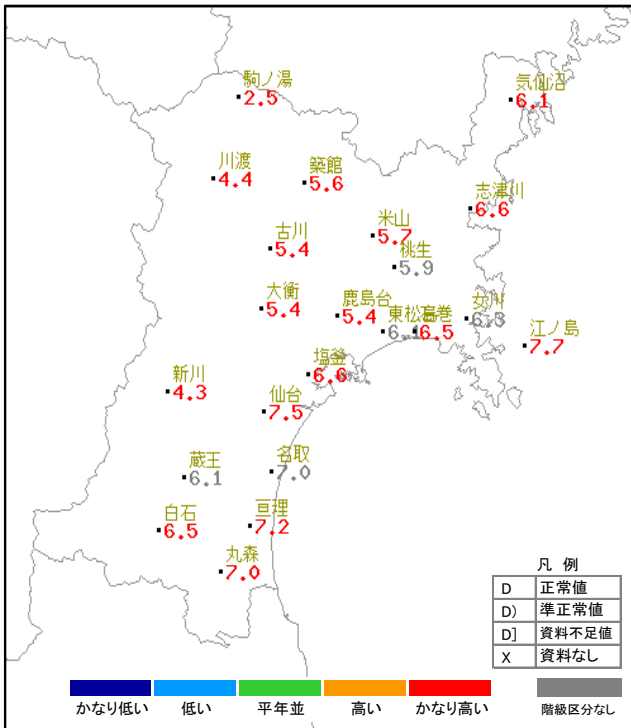 駒ノ湯
2.5
気仙沼
6.1
川渡
4.4
築館
5.6
志津川
6.6
米山
5.7
古川
5.4
桃生
5.9
大衡
5.4
鹿島台
5.4
東松島
6.1
巻
6.5
女川
6.3
江ノ島
7.7
塩釜
6.6
新川
4.3
仙台
7.5
名取
7.0
蔵王
6.1
白石
6.5
亘理
7.2
丸森
7.0
凡 例
D 正常値
D) 準正常値
D] 資料不足値
X 資料なし
かなり低い 低い 平年並 高い かなり高い 階級区分なし